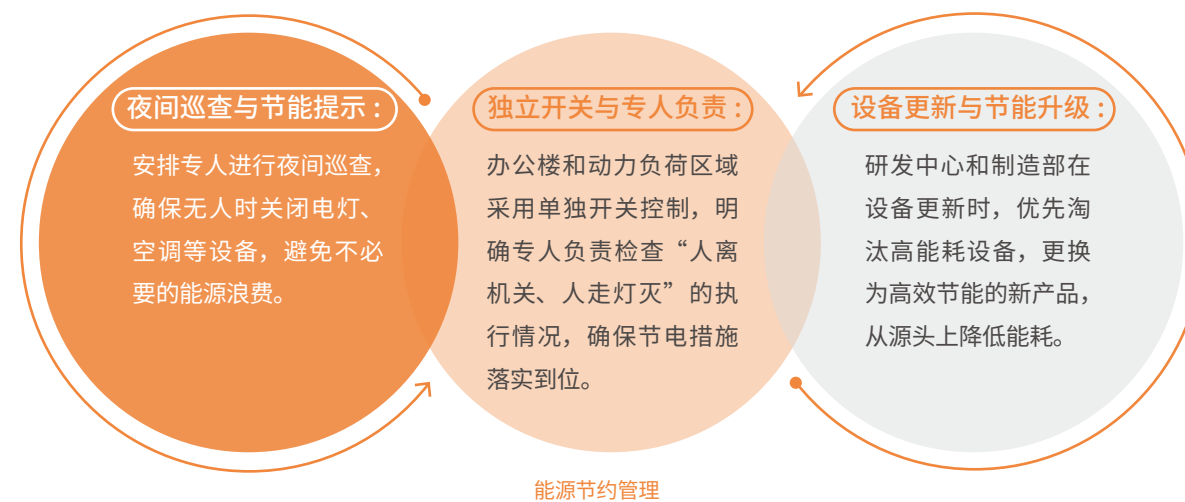 夜间巡查与节能提示：
安排专人进行夜间巡查，
确保无人时关闭电灯、
空调等设备，避免不必
要的能源浪费。
独立开关与专人负责：
办公楼和动力负荷区域
采用单独开关控制，明
确专人负责检查“人离
机关、人走灯灭”的执
行情况，确保节电措施
落实到位。
设备更新与节能升级：
研发中心和制造部在
设备更新时，优先淘
汰高能耗设备，更换
为高效节能的新产品，
从源头上降低能耗。
能源节约管理